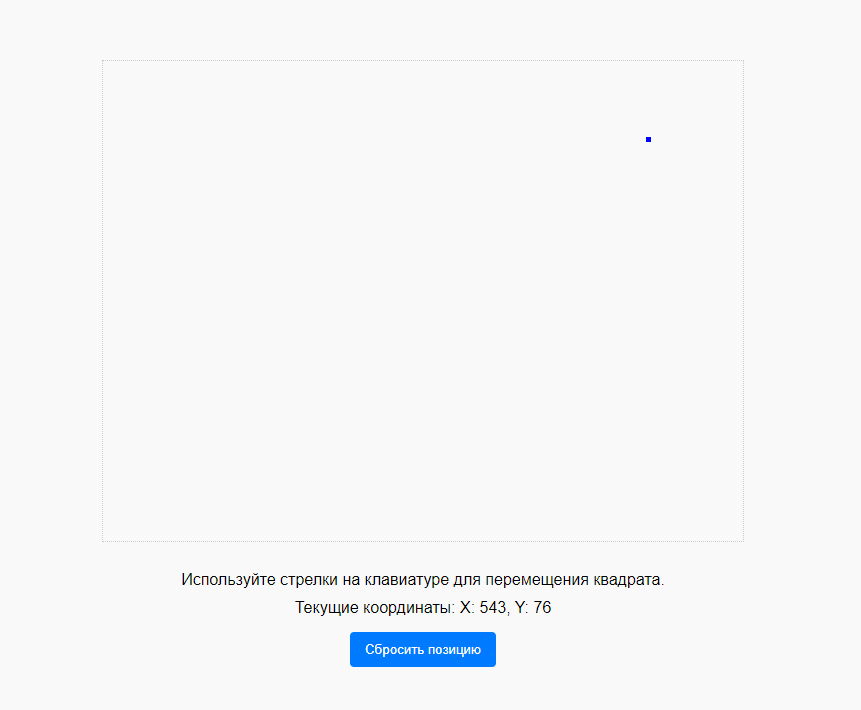 Используйте стрелки на клавиатуре для перемещения квадрата.
Текущие координаты: X: 543, Y: 76
Сбросить позицию